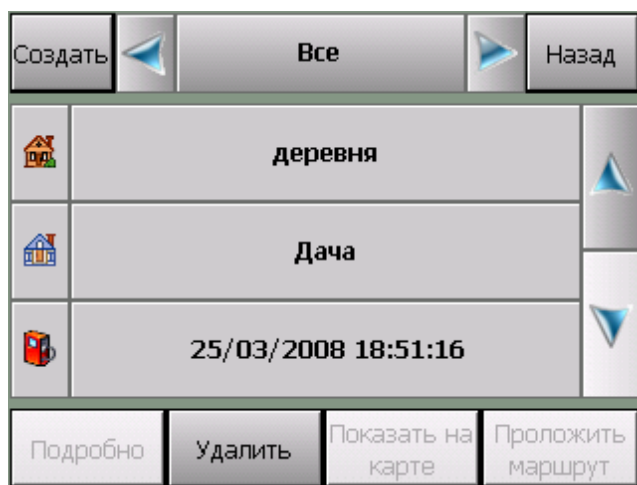 Создать
Все
Назад
деревня
Дача
25/03/2008 18:51:16
Подробно
Удалить
Показать на
карте
Проложить
маршрут